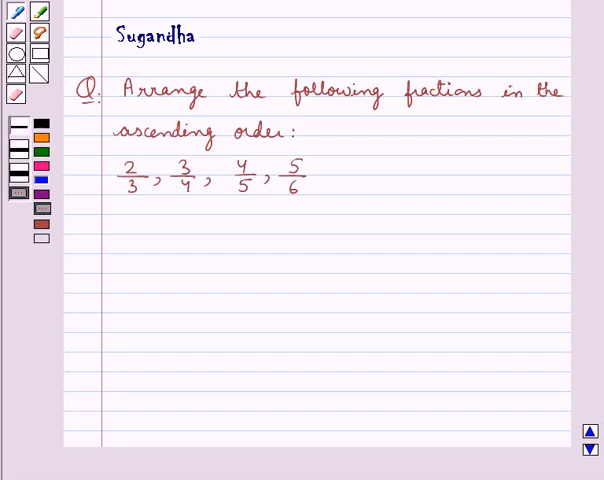 Sugandha
Q. Arrange the following fractions in the
ascending order:
2/3, 3/4, 4/5, 5/6